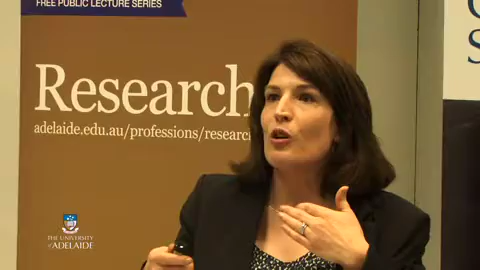 FREE PUBLIC LECTURE SERIES
Research
adelaide.edu.au/professions/researc
THE UNIVERSITY
of ADELAIDE
S